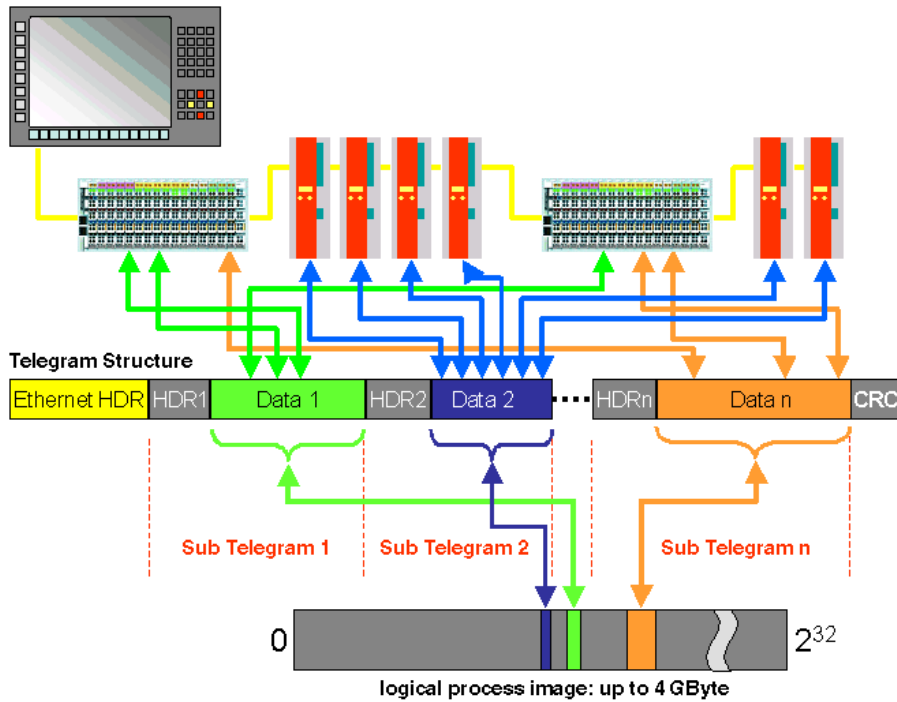 Telegram Structure
Ethernet HDR HDR1 Data 1 HDR2 Data 2 HDRn Data n CRC
Sub Telegram 1 Sub Telegram 2 Sub Telegram n
0 2³²
logical process image: up to 4 GByte